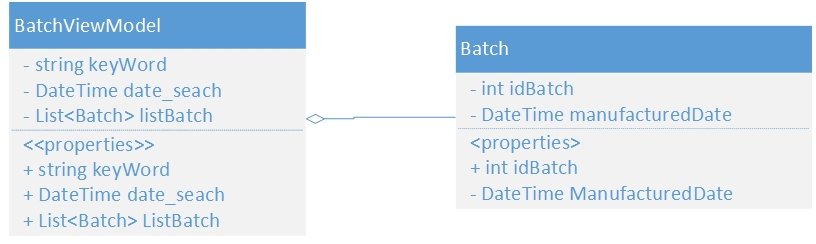 BatchViewModel
- string keyWord
- DateTime date_seach
- List<Batch> listBatch
<<properties>>
+ string keyWord
+ DateTime date_seach
+ List<Batch> ListBatch
Batch
- int idBatch
- DateTime manufacturedDate
<properties>
+ int idBatch
- DateTime ManufacturedDate